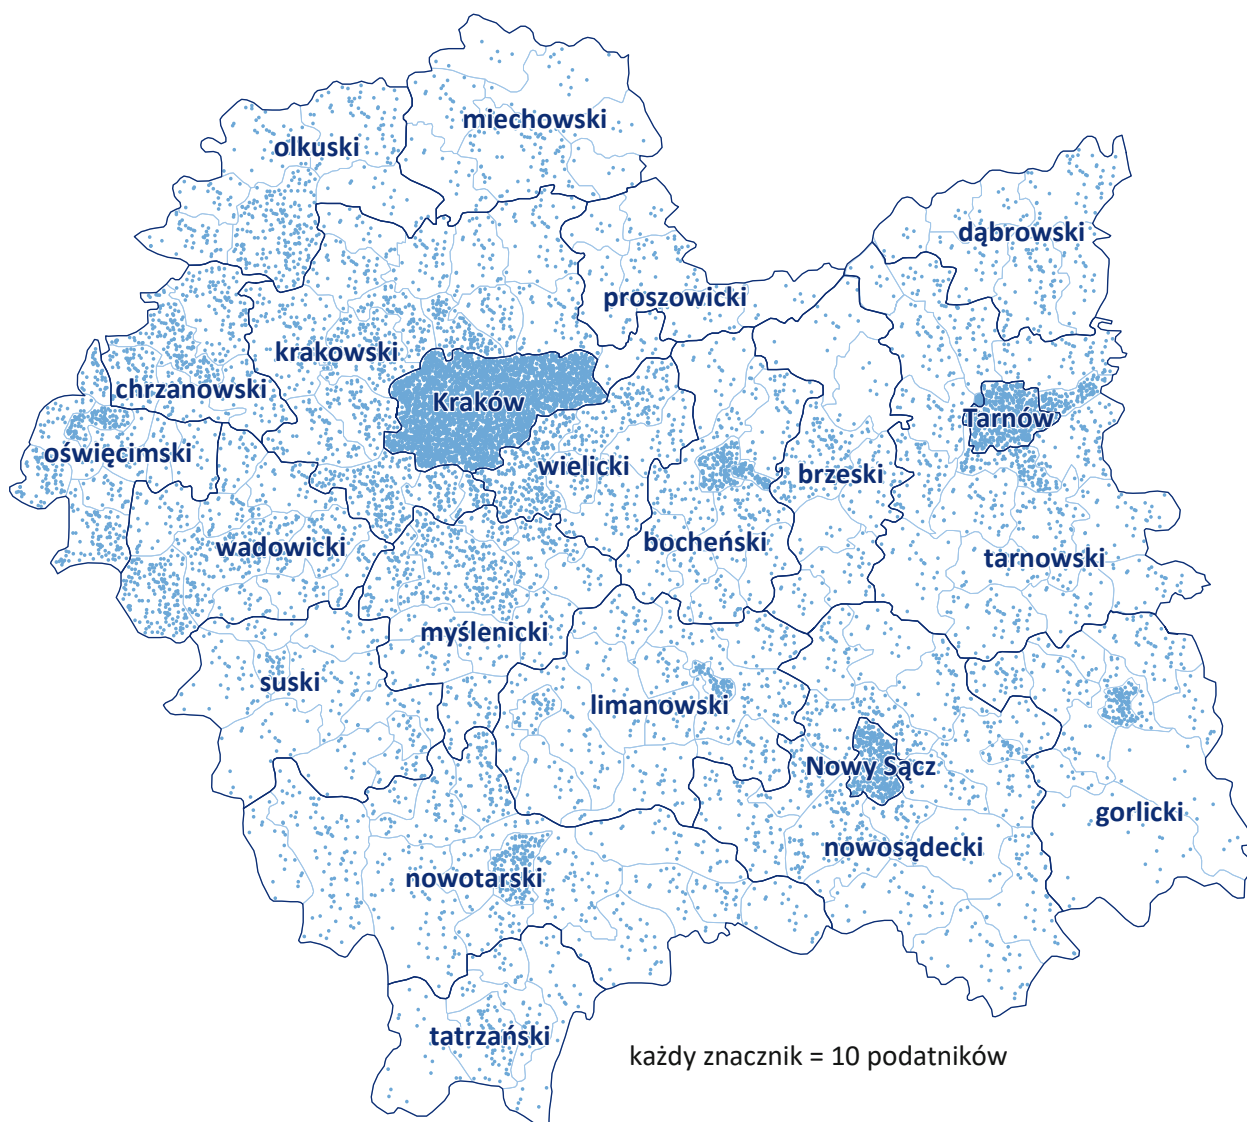 miechowski
olkuski
dąbrowski
proszowicki
krakowski
chrzanowski
Kraków
Tarnów
oświęcimski
wielicki
brzeski
wadowicki
bocheński
tarnowski
myślenicki
suski
limanowski
Nowy Sącz
gorlicki
nowosądecki
nowotarski
tatrzański
każdy znacznik = 10 podatników